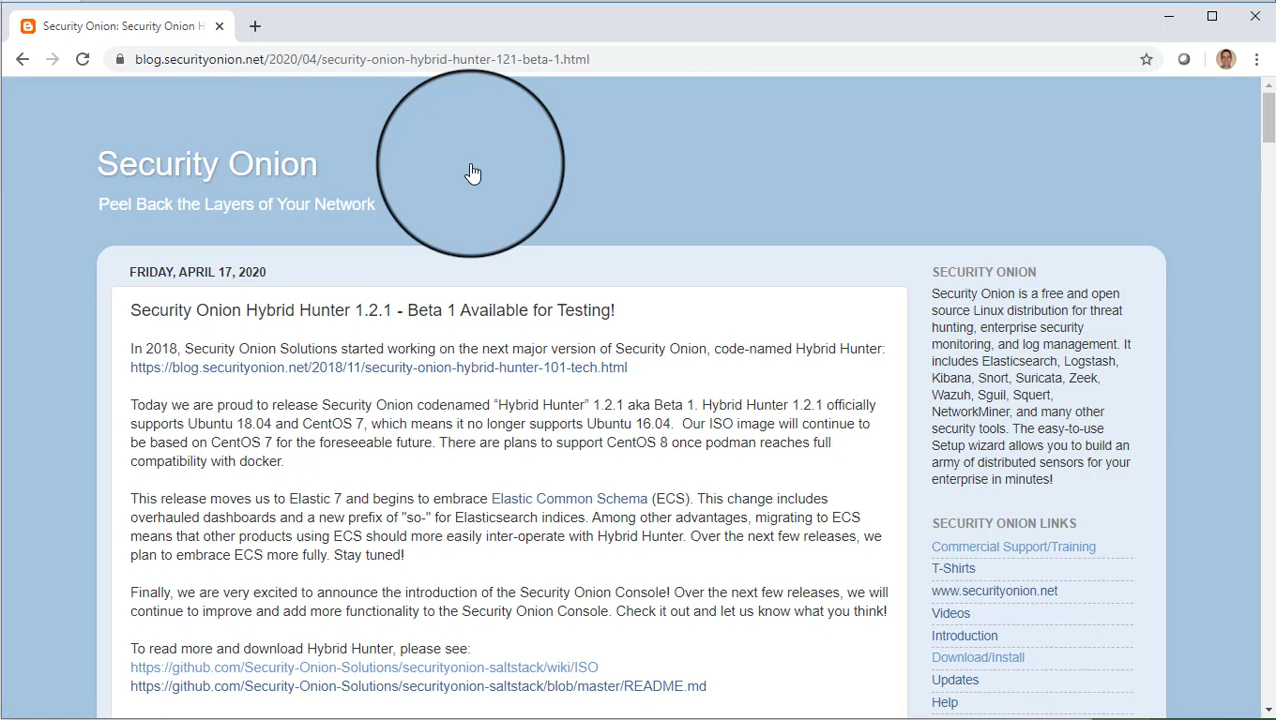 Security Onion: Security Onion H
blog.securityonion.net/2020/04/security-onion-hybrid-hunter-121-beta-1.html
Security Onion
Peel Back the Layers of Your Network
FRIDAY, APRIL 17, 2020
Security Onion Hybrid Hunter 1.2.1 - Beta 1 Available for Testing!
In 2018, Security Onion Solutions started working on the next major version of Security Onion, code-named Hybrid Hunter:
https://blog.securityonion.net/2018/11/security-onion-hybrid-hunter-101-tech.html
Today we are proud to release Security Onion codenamed “Hybrid Hunter” 1.2.1 aka Beta 1. Hybrid Hunter 1.2.1 officially
supports Ubuntu 18.04 and CentOS 7, which means it no longer supports Ubuntu 16.04.  Our ISO image will continue to
be based on CentOS 7 for the foreseeable future. There are plans to support CentOS 8 once podman reaches full
compatibility with docker.
This release moves us to Elastic 7 and begins to embrace Elastic Common Schema (ECS). This change includes
overhauled dashboards and a new prefix of "so-" for Elasticsearch indices. Among other advantages, migrating to ECS
means that other products using ECS should more easily inter-operate with Hybrid Hunter. Over the next few releases, we
plan to embrace ECS more fully. Stay tuned!
Finally, we are very excited to announce the introduction of the Security Onion Console! Over the next few releases, we will
continue to improve and add more functionality to the Security Onion Console. Check it out and let us know what you think!
To read more and download Hybrid Hunter, please see:
https://github.com/Security-Onion-Solutions/securityonion-saltstack/wiki/ISO
https://github.com/Security-Onion-Solutions/securityonion-saltstack/blob/master/README.md
SECURITY ONION
Security Onion is a free and open
source Linux distribution for threat
hunting, enterprise security
monitoring, and log management. It
includes Elasticsearch, Logstash,
Kibana, Snort, Suricata, Zeek,
Wazuh, Sguil, Squert,
NetworkMiner, and many other
security tools. The easy-to-use
Setup wizard allows you to build an
army of distributed sensors for your
enterprise in minutes!
SECURITY ONION LINKS
Commercial Support/Training
T-Shirts
www.securityonion.net
Videos
Introduction
Download/Install
Updates
Help